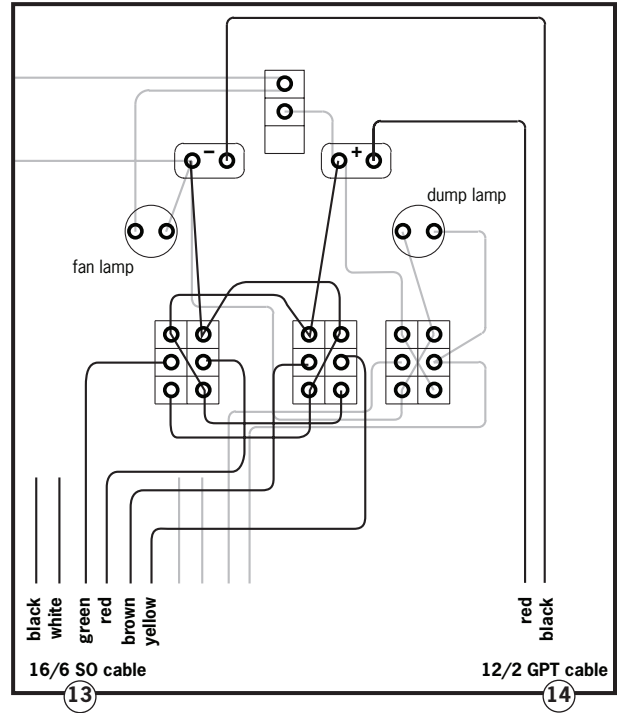 − +
dump lamp
fan lamp
black
white
green
red
brown
yellow
red
black
16/6 SO cable
12/2 GPT cable
13
14